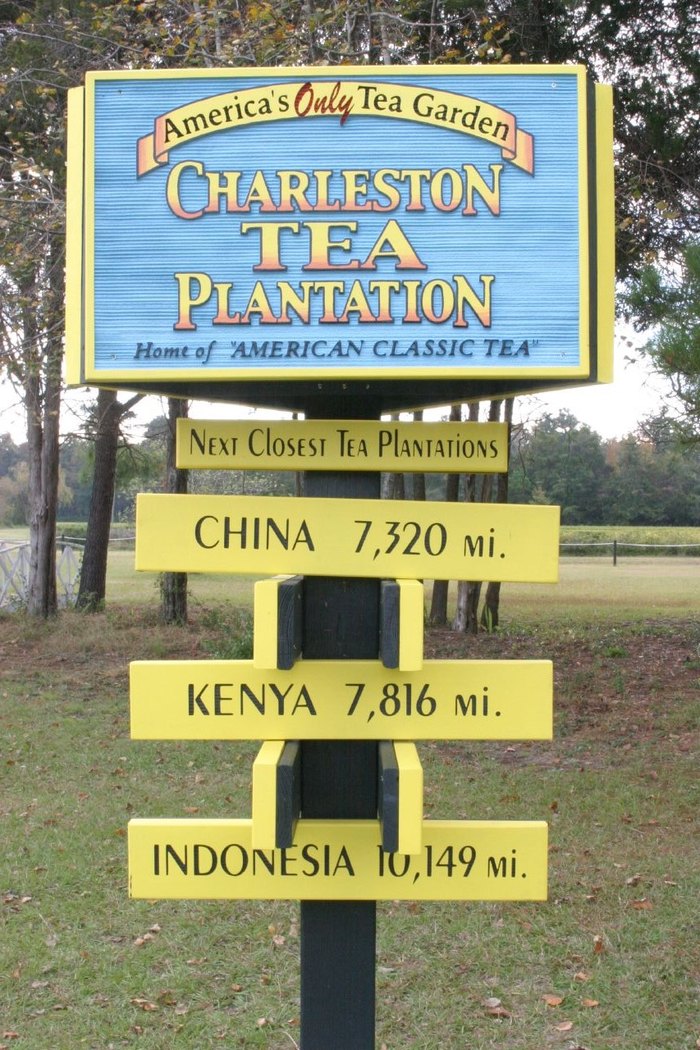 America's Only Tea Garden
CHARLESTON
TEA
PLANTATION
Home of "AMERICAN CLASSIC TEA"
NEXT CLOSEST TEA PLANTATIONS
CHINA 7,320 MI.
KENYA 7,816 MI.
INDONESIA 10,149 MI.